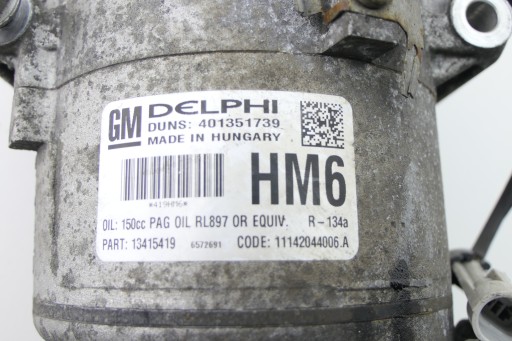 GM DELPHI
DUNS: 401351739
MADE IN HUNGARY
*419HM6*
HM6
OIL: 150cc PAG OIL RL897 OR EQUIV. R-134a
PART: 13415419 6572691 CODE: 11142044006.A